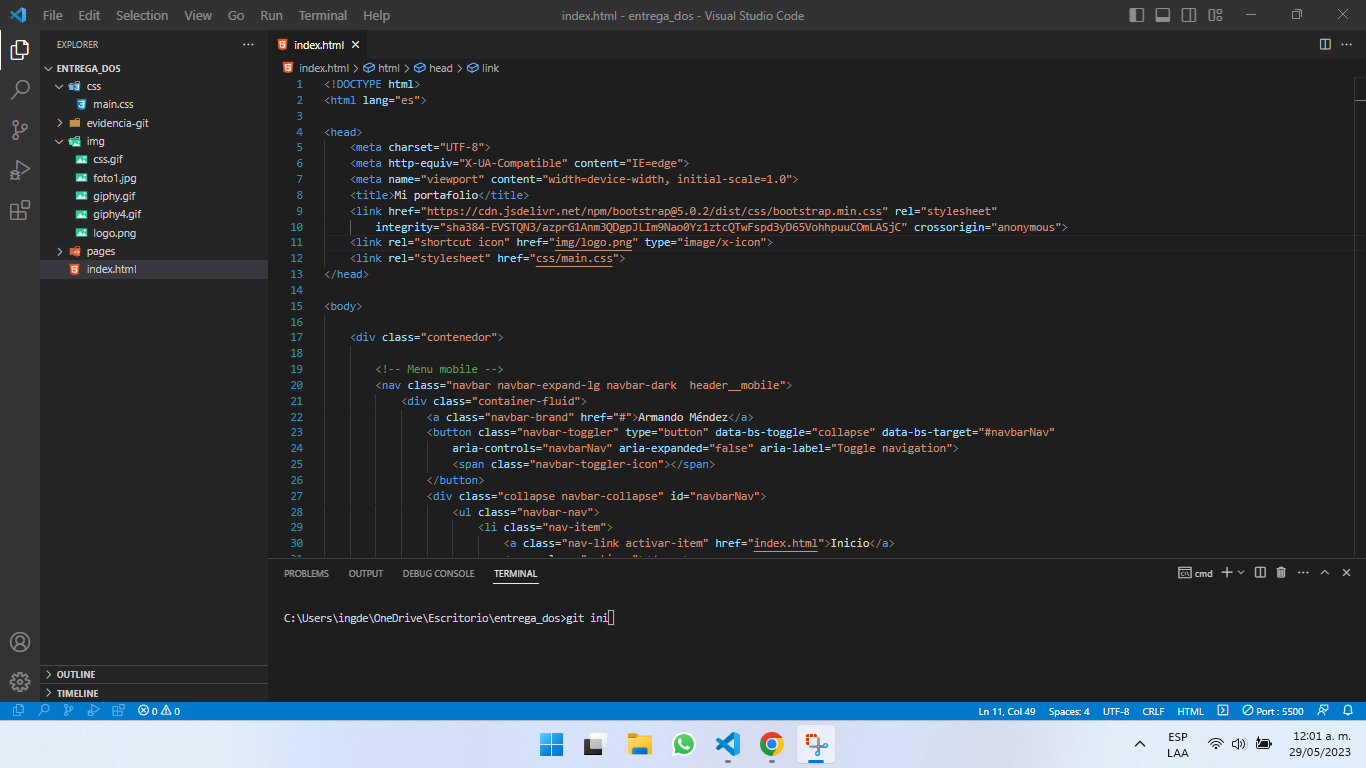 File Edit Selection View Go Run Terminal Help
index.html - entrega_dos - Visual Studio Code
EXPLORER
ENTREGA_DOS
css
main.css
evidencia-git
img
css.gif
foto1.jpg
giphy.gif
giphy4.gif
logo.png
pages
index.html
OUTLINE
TIMELINE
index.html
index.html > html > head > link
1 <!DOCTYPE html>
2 <html lang="es">
3
4 <head>
5 <meta charset="UTF-8">
6 <meta http-equiv="X-UA-Compatible" content="IE=edge">
7 <meta name="viewport" content="width=device-width, initial-scale=1.0">
8 <title>Mi portafolio</title>
9 <link href="https://cdn.jsdelivr.net/npm/bootstrap@5.0.2/dist/css/bootstrap.min.css" rel="stylesheet"
10 integrity="sha384-EVSTQN3/azprG1Anm3QDgpJLIm9Nao0Yz1ztcQTwFspd3yD65VohhpuuCOmLASjC" crossorigin="anonymous">
11 <link rel="shortcut icon" href="img/logo.png" type="image/x-icon">
12 <link rel="stylesheet" href="css/main.css">
13 </head>
14
15 <body>
16
17 <div class="contenedor">
18
19 <!-- Menu mobile -->
20 <nav class="navbar navbar-expand-lg navbar-dark  header__mobile">
21 <div class="container-fluid">
22 <a class="navbar-brand" href="#">Armando Méndez</a>
23 <button class="navbar-toggler" type="button" data-bs-toggle="collapse" data-bs-target="#navbarNav"
24 aria-controls="navbarNav" aria-expanded="false" aria-label="Toggle navigation">
25 <span class="navbar-toggler-icon"></span>
26 </button>
27 <div class="collapse navbar-collapse" id="navbarNav">
28 <ul class="navbar-nav">
29 <li class="nav-item">
30 <a class="nav-link activar-item" href="index.html">Inicio</a>
PROBLEMS OUTPUT DEBUG CONSOLE TERMINAL
cmd
C:\Users\ingde\OneDrive\Escritorio\entrega_dos>git ini
0 0
Ln 11, Col 49 Spaces: 4 UTF-8 CRLF HTML Port : 5500
ESP
LAA
12:01 a. m.
29/05/2023